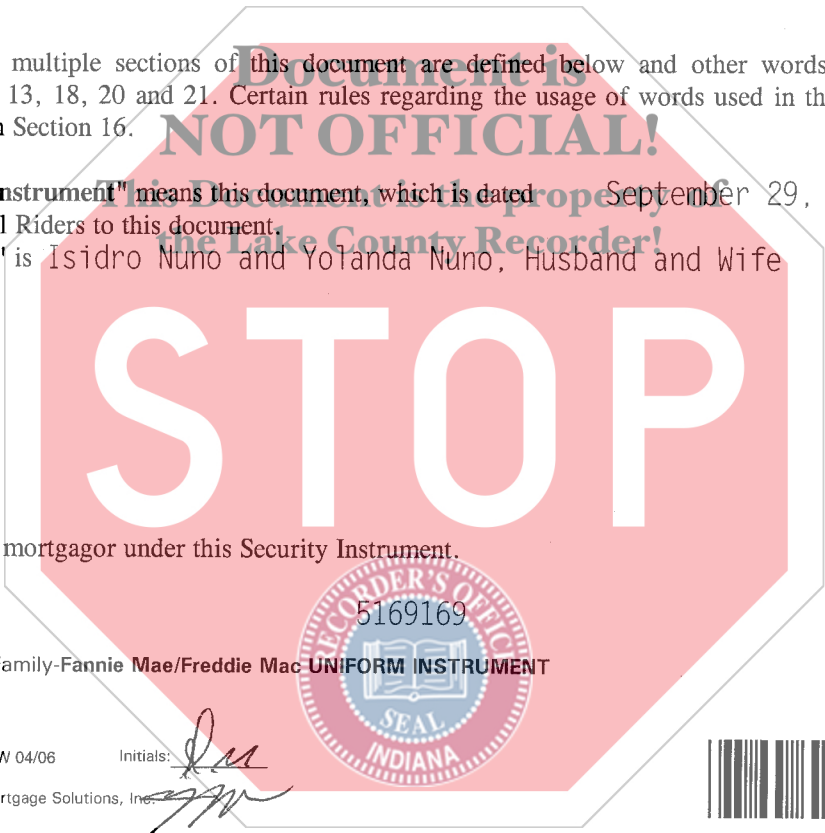 multiple sections of this document are defined below and other words
13, 18, 20 and 21. Certain rules regarding the usage of words used in th
Section 16.
Document is
NOT OFFICIAL!
This Document is the property of
the Lake County Recorder!
nstrument" means this document, which is dated September 29,
l Riders to this document.
" is Isidro Nuno and Yolanda Nuno, Husband and Wife
STOP
mortgagor under this Security Instrument.
RECORDER'S OFFICE
5169169
amily-Fannie Mae/Freddie Mac UNIFORM INSTRUMENT
SEAL
INDIANA
W 04/06 Initials:
rtgage Solutions, Inc.